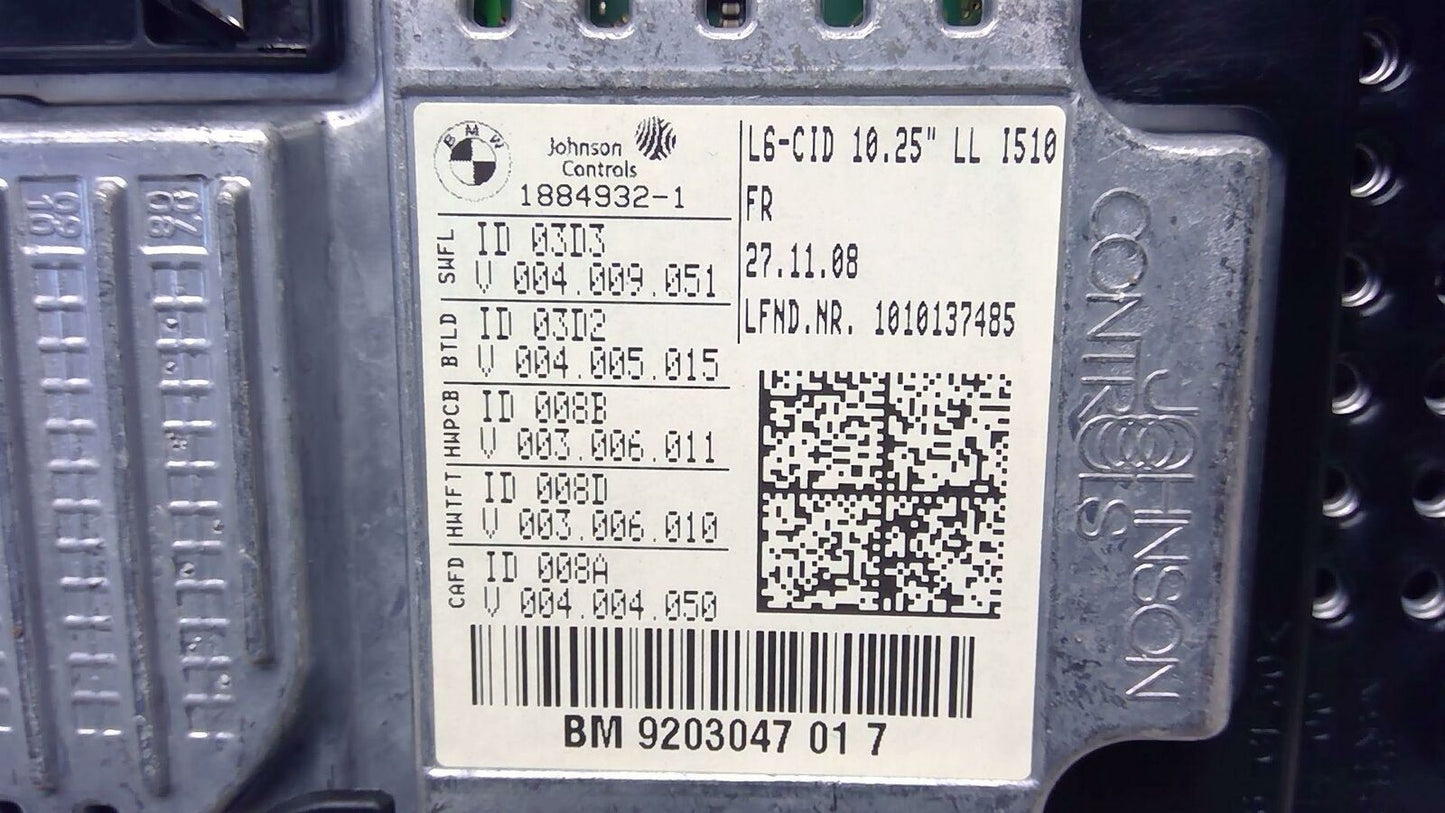 BMW
Johnson
Controls
1884932-1
L6-CID 10.25" LL I510
FR
27.11.08
LFND.NR. 1010137485
SWFL
ID 03D3
V 004.009.051
BTLD
ID 03D2
V 004.005.015
HWPCB
ID 008B
V 003.006.011
HWTFT
ID 008D
V 003.006.010
CAFD
ID 008A
V 004.004.050
BM 9203047 01 7
JOHNSON
CONTROLS